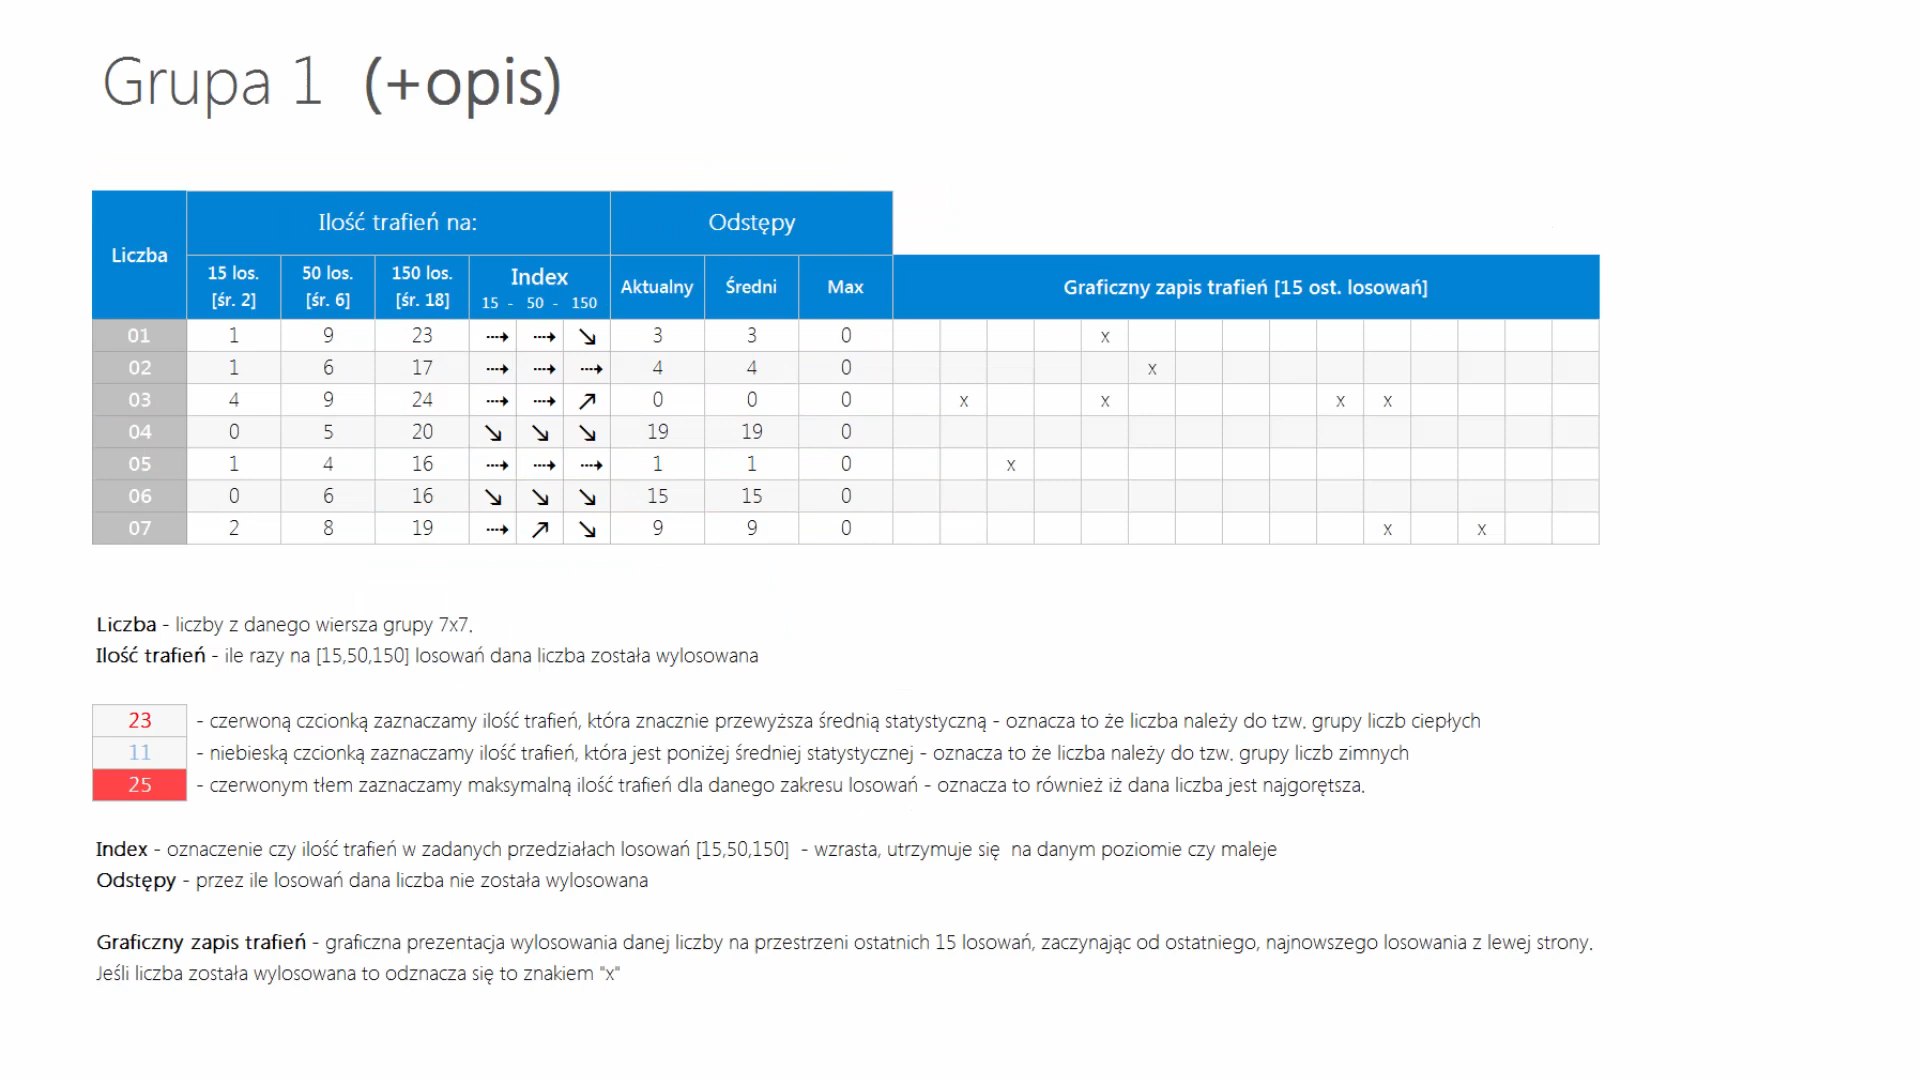 Grupa 1 (+opis)
Liczba Ilość trafień na: Odstępy
15 los. [śr. 2] 50 los. [śr. 6] 150 los. [śr. 18] Index 15 - 50 - 150 Aktualny Średni Max Graficzny zapis trafień [15 ost. losowań]
01 1 9 23 ⤏ ⤏ ↘ 3 3 0 x
02 1 6 17 ⤏ ⤏ ⤏ 4 4 0 x
03 4 9 24 ⤏ ⤏ ↗ 0 0 0 x x x x
04 0 5 20 ↘ ↘ ↘ 19 19 0
05 1 4 16 ⤏ ⤏ ⤏ 1 1 0 x
06 0 6 16 ↘ ↘ ↘ 15 15 0
07 2 8 19 ⤏ ↗ ↘ 9 9 0 x x
Liczba - liczby z danego wiersza grupy 7x7.
Ilość trafień - ile razy na [15,50,150] losowań dana liczba została wylosowana
23 - czerwoną czcionką zaznaczamy ilość trafień, która znacznie przewyższa średnią statystyczną - oznacza to że liczba należy do tzw. grupy liczb ciepłych
11 - niebieską czcionką zaznaczamy ilość trafień, która jest poniżej średniej statystycznej - oznacza to że liczba należy do tzw. grupy liczb zimnych
25 - czerwonym tłem zaznaczamy maksymalną ilość trafień dla danego zakresu losowań - oznacza to również iż dana liczba jest najgorętsza.
Index - oznaczenie czy ilość trafień w zadanych przedziałach losowań [15,50,150] - wzrasta, utrzymuje się na danym poziomie czy maleje
Odstępy - przez ile losowań dana liczba nie została wylosowana
Graficzny zapis trafień - graficzna prezentacja wylosowania danej liczby na przestrzeni ostatnich 15 losowań, zaczynając od ostatniego, najnowszego losowania z lewej strony.
Jeśli liczba została wylosowana to odznacza się to znakiem "x"